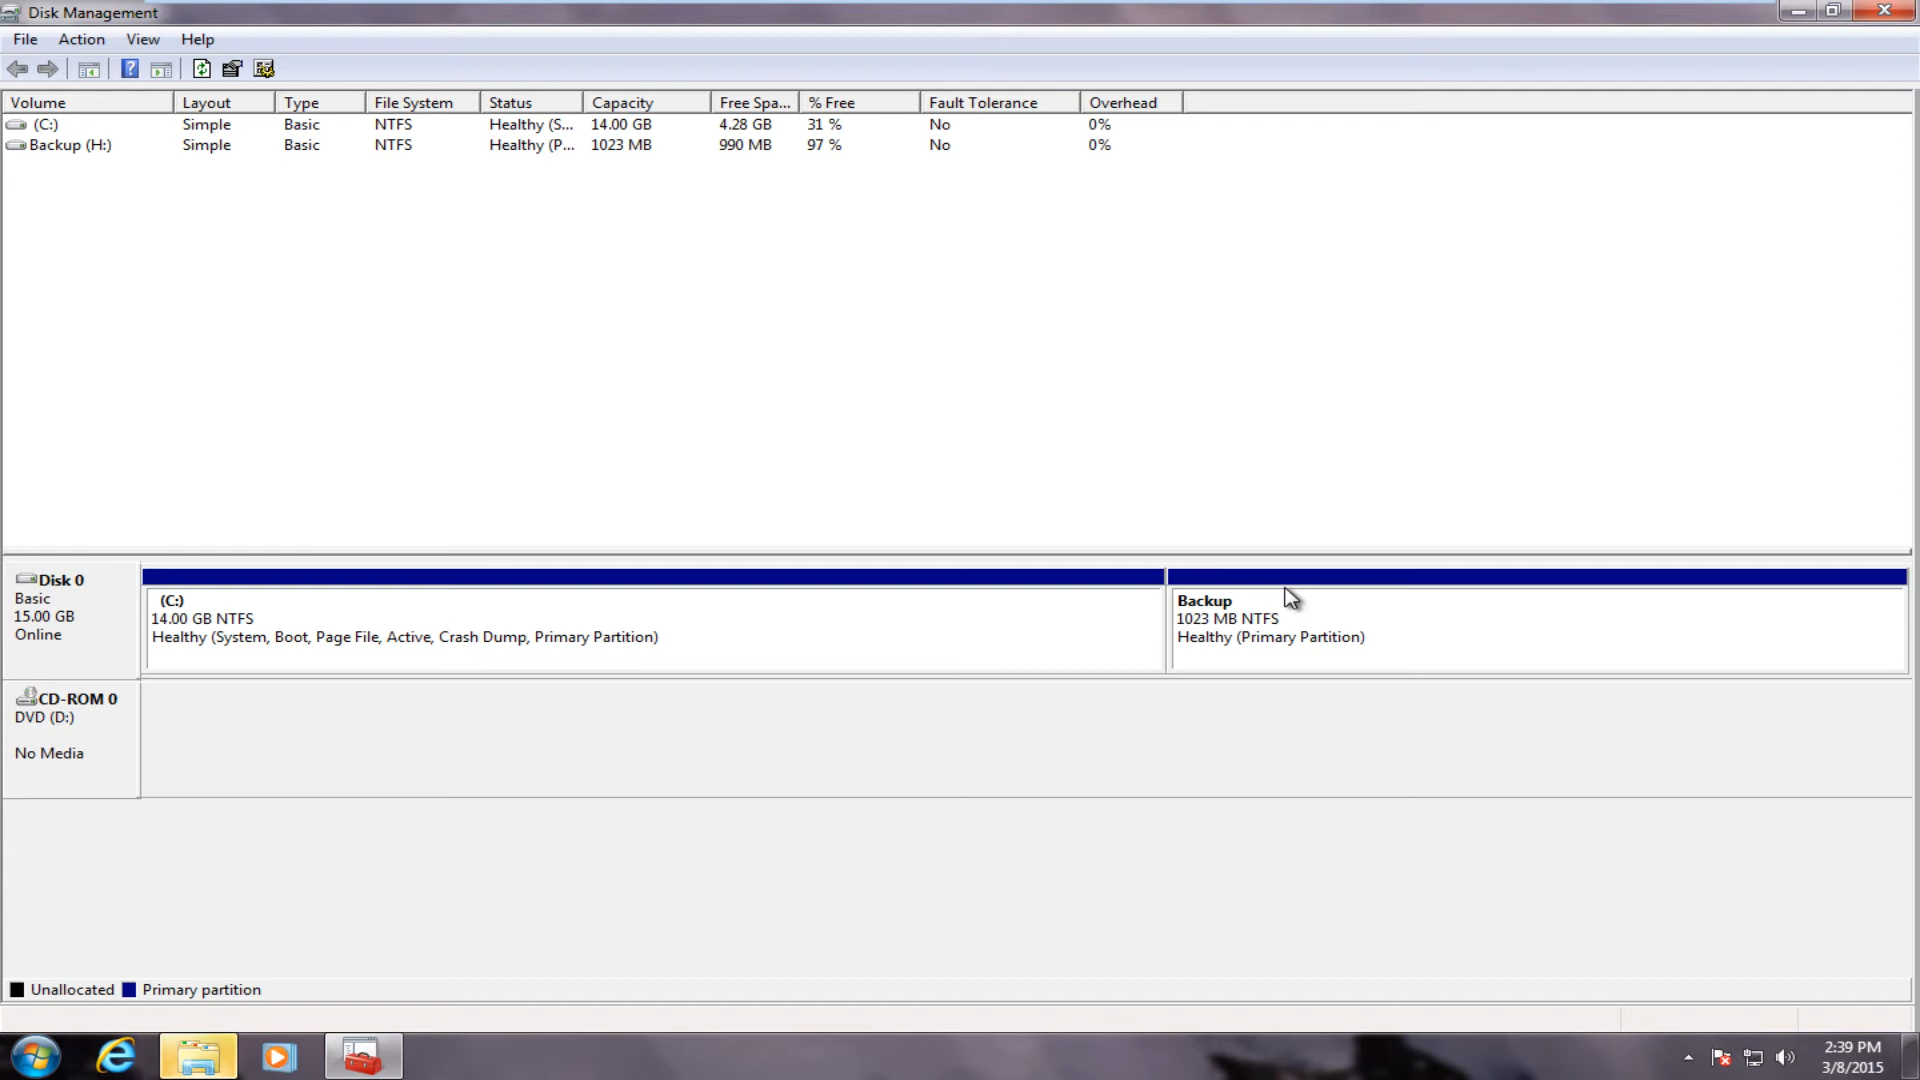 Disk Management
File Action View Help
Volume Layout Type File System Status Capacity Free Spa... % Free Fault Tolerance Overhead
(C:) Simple Basic NTFS Healthy (S... 14.00 GB 4.28 GB 31 % No 0%
Backup (H:) Simple Basic NTFS Healthy (P... 1023 MB 990 MB 97 % No 0%
Disk 0
Basic
15.00 GB
Online
(C:)
14.00 GB NTFS
Healthy (System, Boot, Page File, Active, Crash Dump, Primary Partition)
Backup
1023 MB NTFS
Healthy (Primary Partition)
CD-ROM 0
DVD (D:)
No Media
Unallocated Primary partition
2:39 PM
3/8/2015